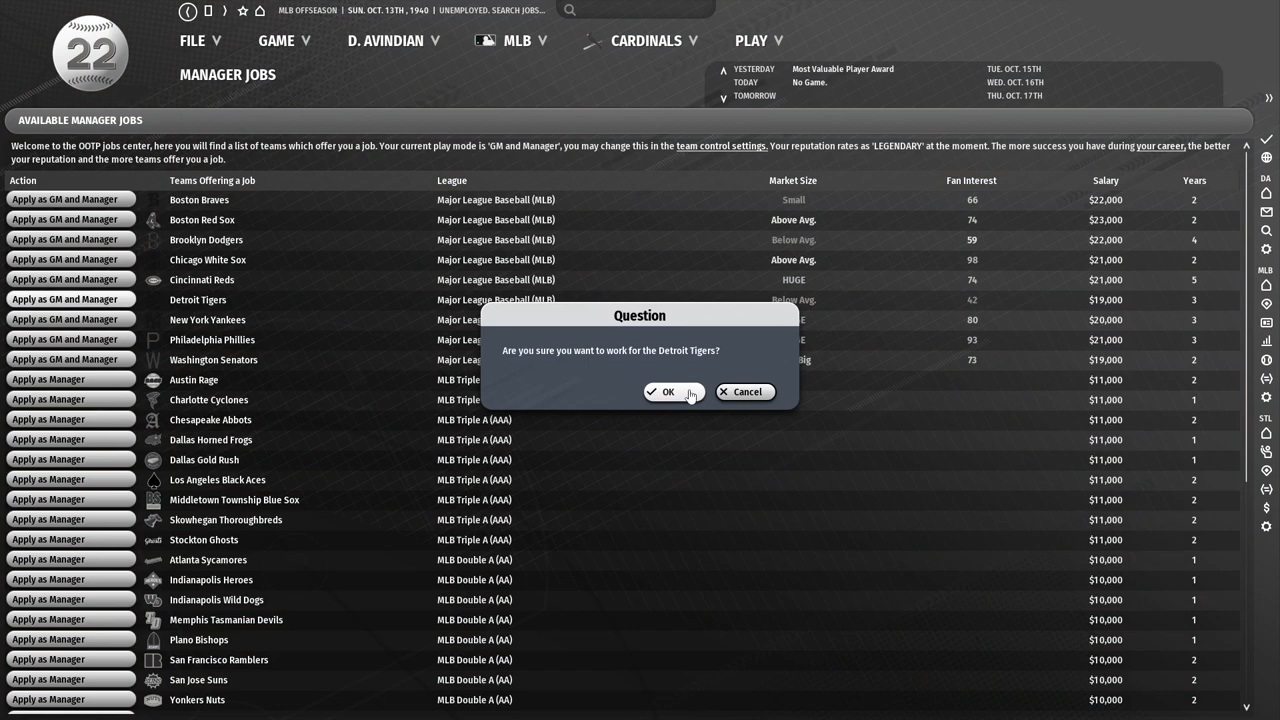 MLB OFFSEASON | SUN. OCT. 13TH , 1940 | UNEMPLOYED. SEARCH JOBS...
22
FILE GAME D. AVINDIAN MLB CARDINALS PLAY
MANAGER JOBS
YESTERDAY Most Valuable Player Award TUE. OCT. 15TH
TODAY No Game. WED. OCT. 16TH
TOMORROW THU. OCT. 17TH
AVAILABLE MANAGER JOBS
Welcome to the OOTP jobs center, here you will find a list of teams which offer you a job. Your current play mode is 'GM and Manager', you may change this in the team control settings. Your reputation rates as 'LEGENDARY' at the moment. The more success you have during your career, the better
your reputation and the more teams offer you a job.
Action Teams Offering a Job League Market Size Fan Interest Salary Years
Apply as GM and Manager Boston Braves Major League Baseball (MLB) Small 66 $22,000 2
Apply as GM and Manager Boston Red Sox Major League Baseball (MLB) Above Avg. 74 $23,000 2
Apply as GM and Manager Brooklyn Dodgers Major League Baseball (MLB) Below Avg. 59 $22,000 4
Apply as GM and Manager Chicago White Sox Major League Baseball (MLB) Above Avg. 98 $21,000 2
Apply as GM and Manager Cincinnati Reds Major League Baseball (MLB) HUGE 74 $21,000 5
Apply as GM and Manager Detroit Tigers Major League Baseball (MLB) Below Avg. 42 $19,000 3
Apply as GM and Manager New York Yankees Major Leag 80 $20,000 3
Apply as GM and Manager Philadelphia Phillies Major Leag 93 $21,000 3
Apply as GM and Manager Washington Senators Major Leag Big 73 $19,000 2
Question
Are you sure you want to work for the Detroit Tigers?
OK Cancel
Apply as Manager Austin Rage MLB Triple $11,000 2
Apply as Manager Charlotte Cyclones MLB Triple $11,000 1
Apply as Manager Chesapeake Abbots MLB Triple A (AAA) $11,000 2
Apply as Manager Dallas Horned Frogs MLB Triple A (AAA) $11,000 1
Apply as Manager Dallas Gold Rush MLB Triple A (AAA) $11,000 1
Apply as Manager Los Angeles Black Aces MLB Triple A (AAA) $11,000 2
Apply as Manager Middletown Township Blue Sox MLB Triple A (AAA) $11,000 2
Apply as Manager Skowhegan Thoroughbreds MLB Triple A (AAA) $11,000 2
Apply as Manager Stockton Ghosts MLB Triple A (AAA) $11,000 2
Apply as Manager Atlanta Sycamores MLB Double A (AA) $10,000 1
Apply as Manager Indianapolis Heroes MLB Double A (AA) $10,000 1
Apply as Manager Indianapolis Wild Dogs MLB Double A (AA) $10,000 1
Apply as Manager Memphis Tasmanian Devils MLB Double A (AA) $10,000 1
Apply as Manager Plano Bishops MLB Double A (AA) $10,000 1
Apply as Manager San Francisco Ramblers MLB Double A (AA) $10,000 2
Apply as Manager San Jose Suns MLB Double A (AA) $10,000 2
Apply as Manager Yonkers Nuts MLB Double A (AA) $10,000 2
DA
MLB
STL